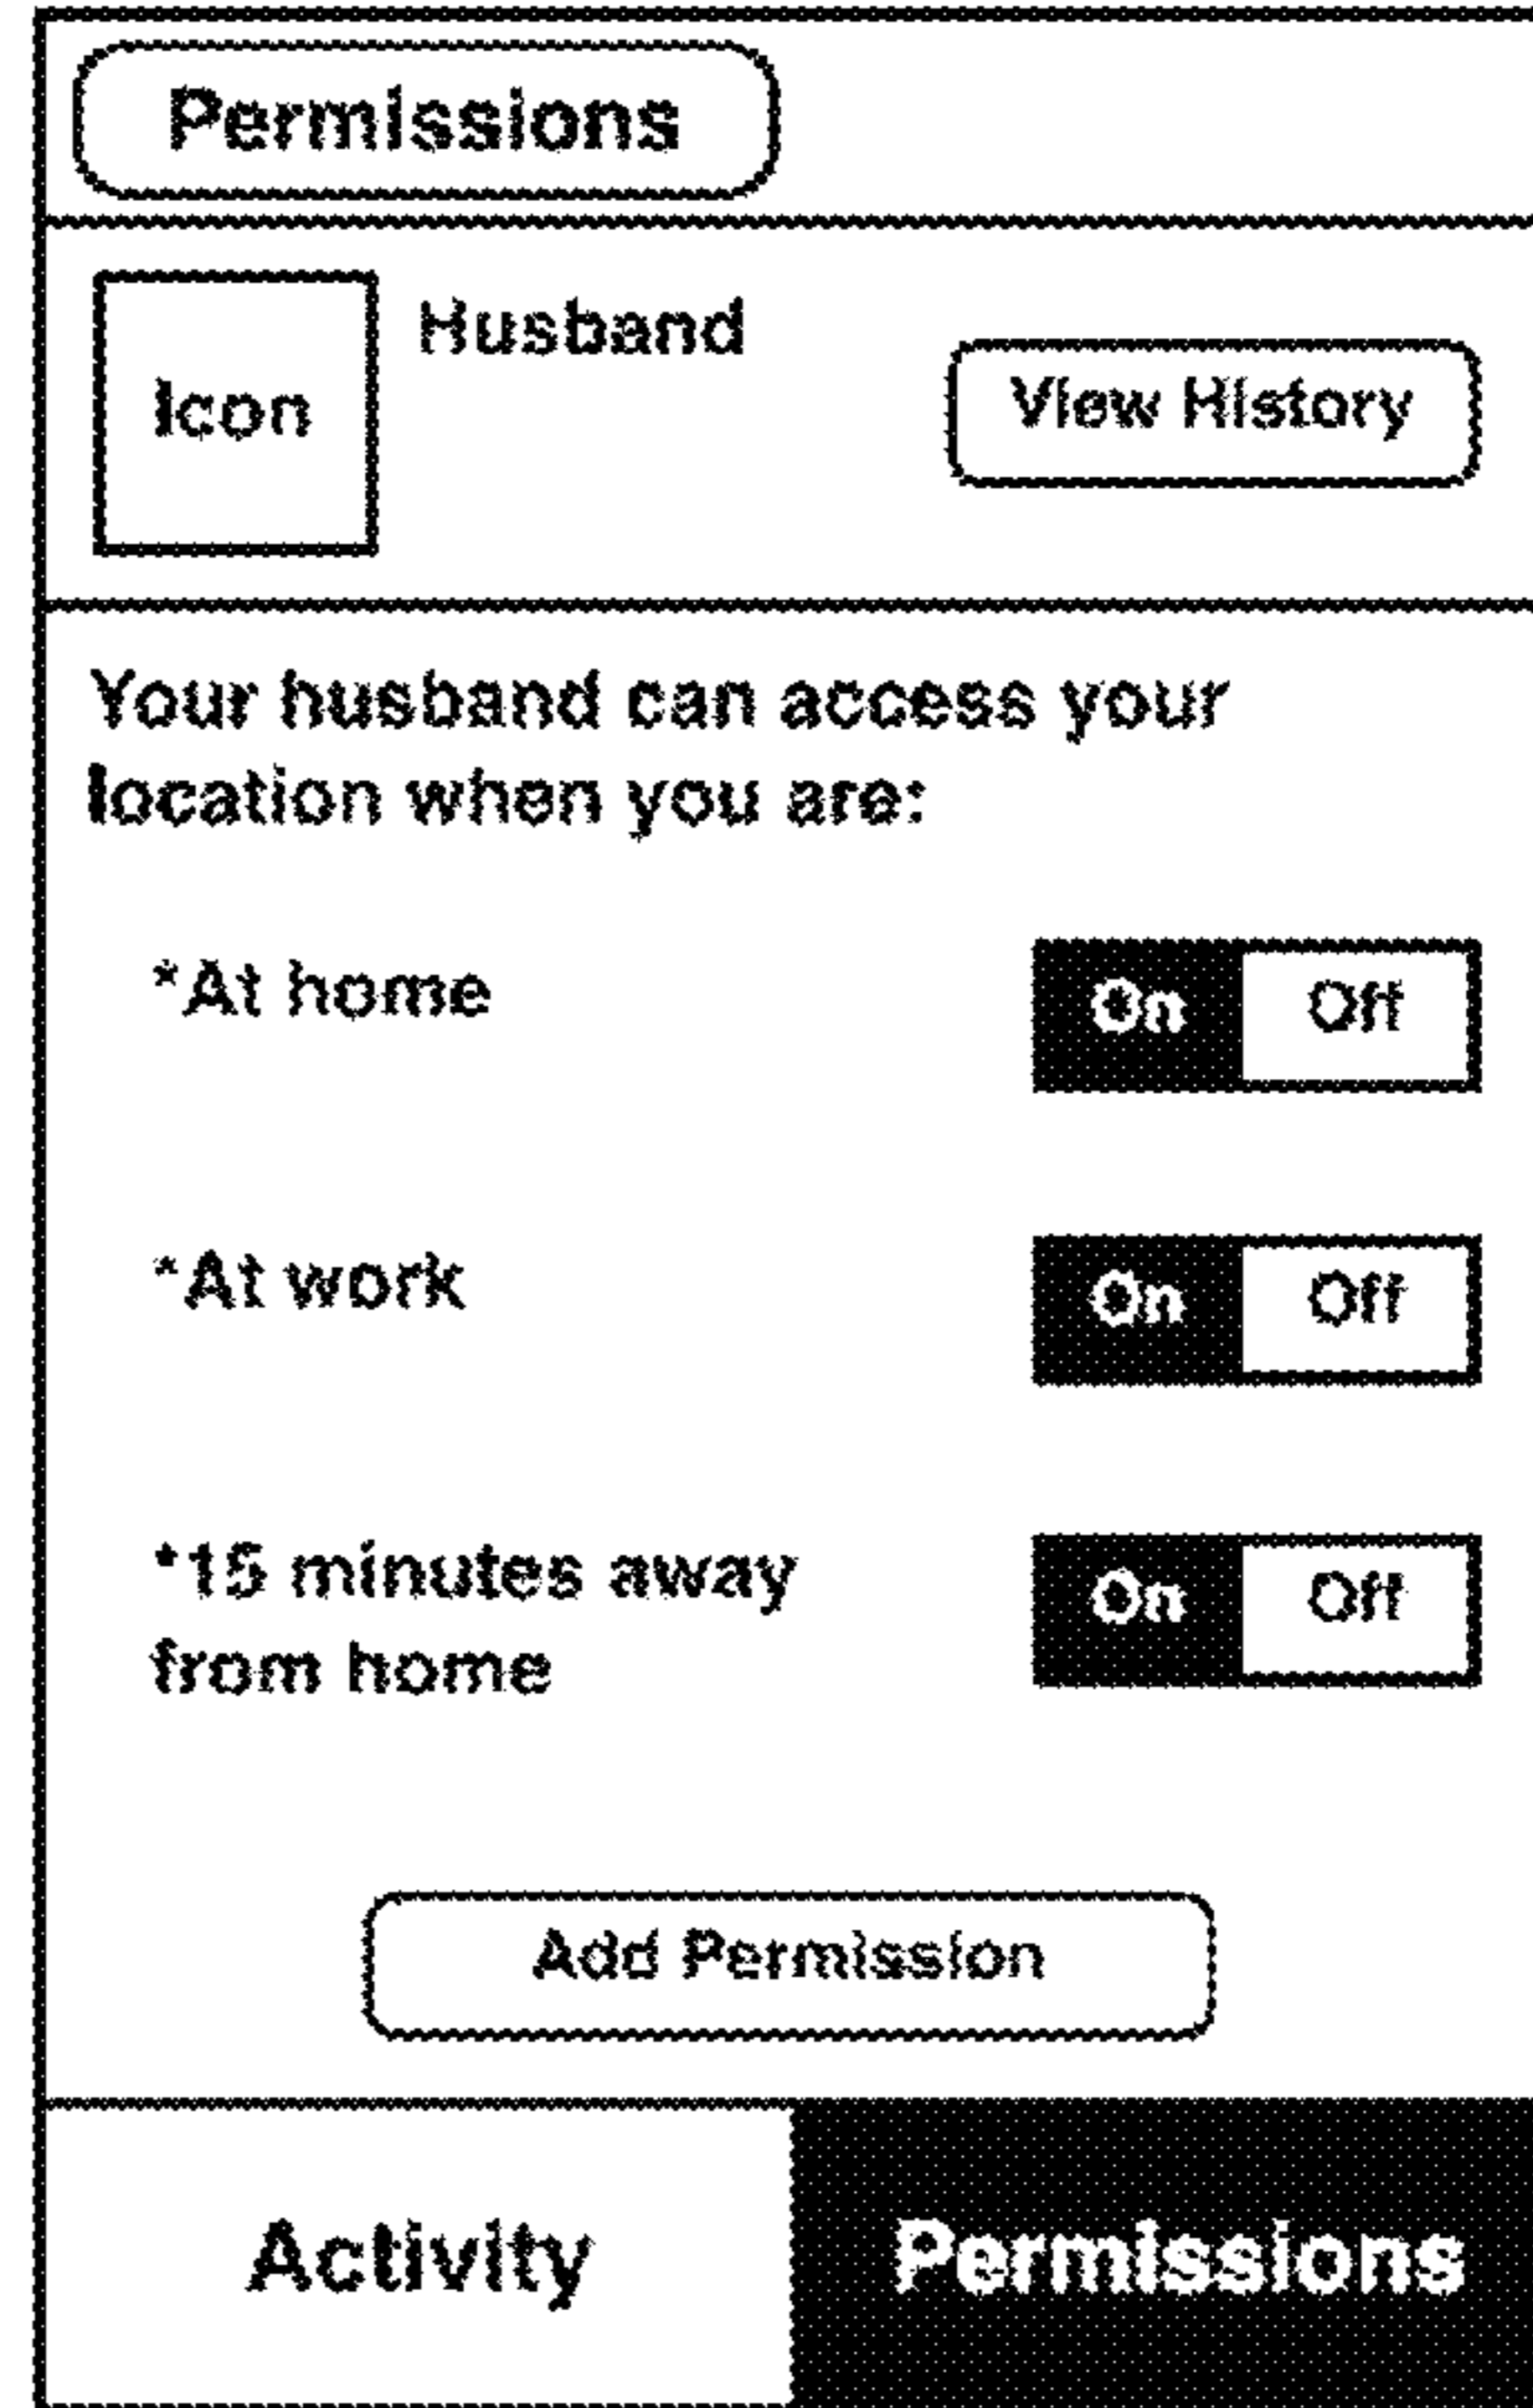 Permissions
Icon
Husband
View History
Your husband can access your
location when you are:
*At home
On Off
*At work
On Off
*15 minutes away
from home
On Off
Add Permission
Activity
Permissions